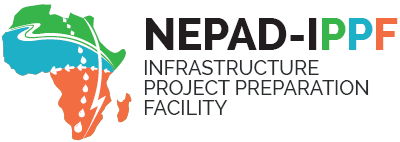 NEPAD-IPPF
INFRASTRUCTURE
PROJECT PREPARATION
FACILITY